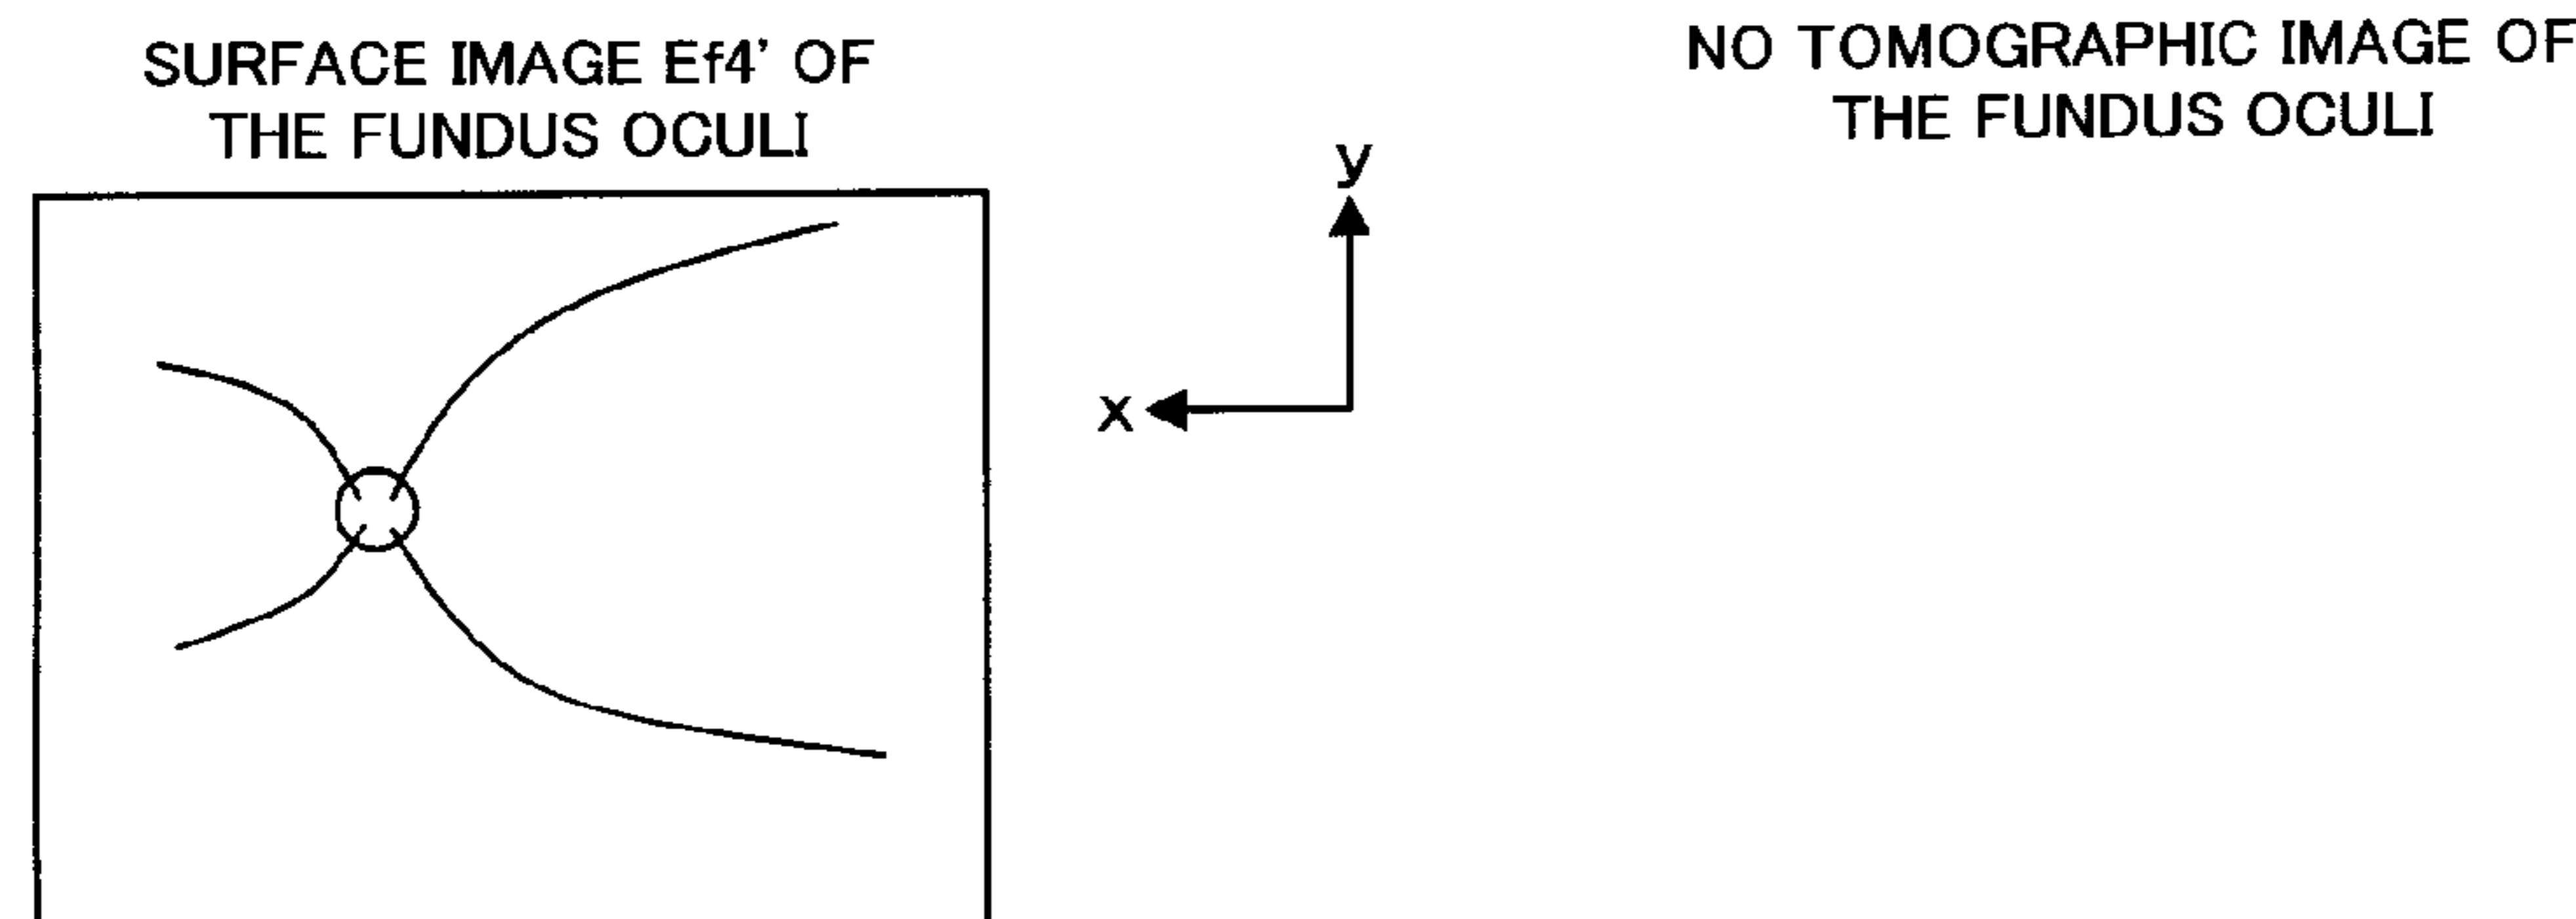 SURFACE IMAGE Ef4' OF
THE FUNDUS OCULI
NO TOMOGRAPHIC IMAGE OF
THE FUNDUS OCULI
y
x